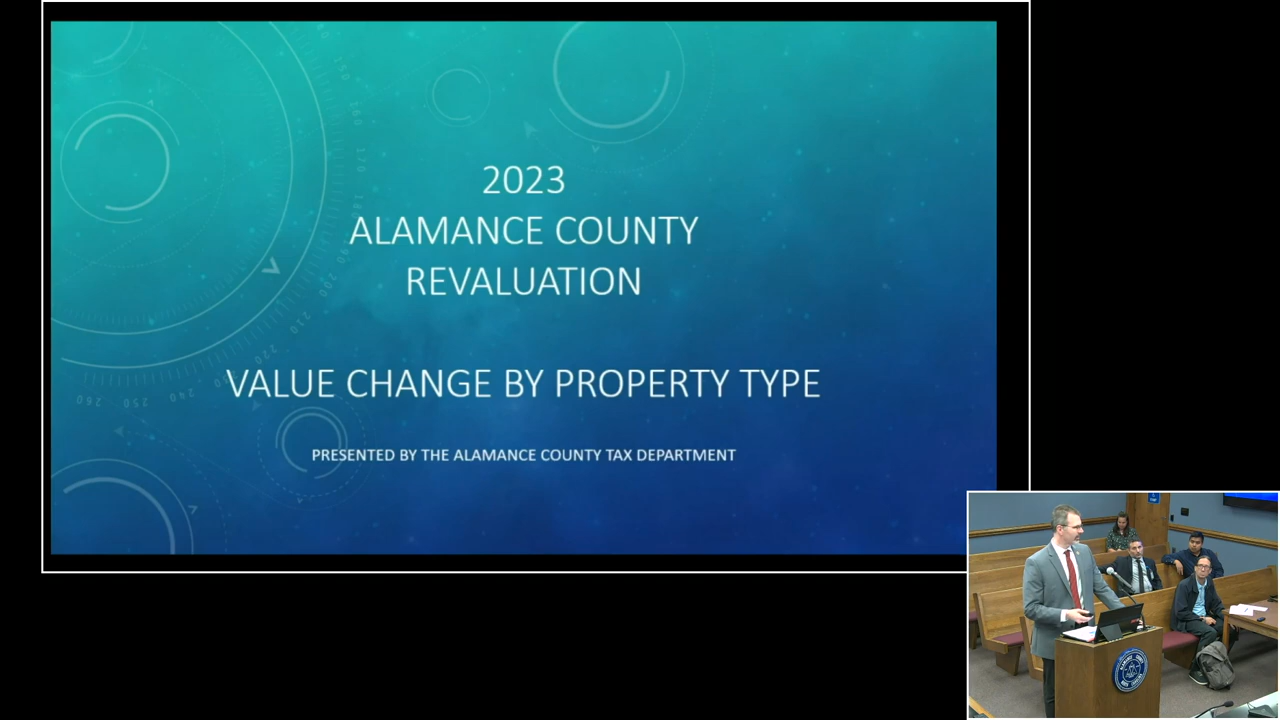 2023
ALAMANCE COUNTY
REVALUATION
VALUE CHANGE BY PROPERTY TYPE
PRESENTED BY THE ALAMANCE COUNTY TAX DEPARTMENT